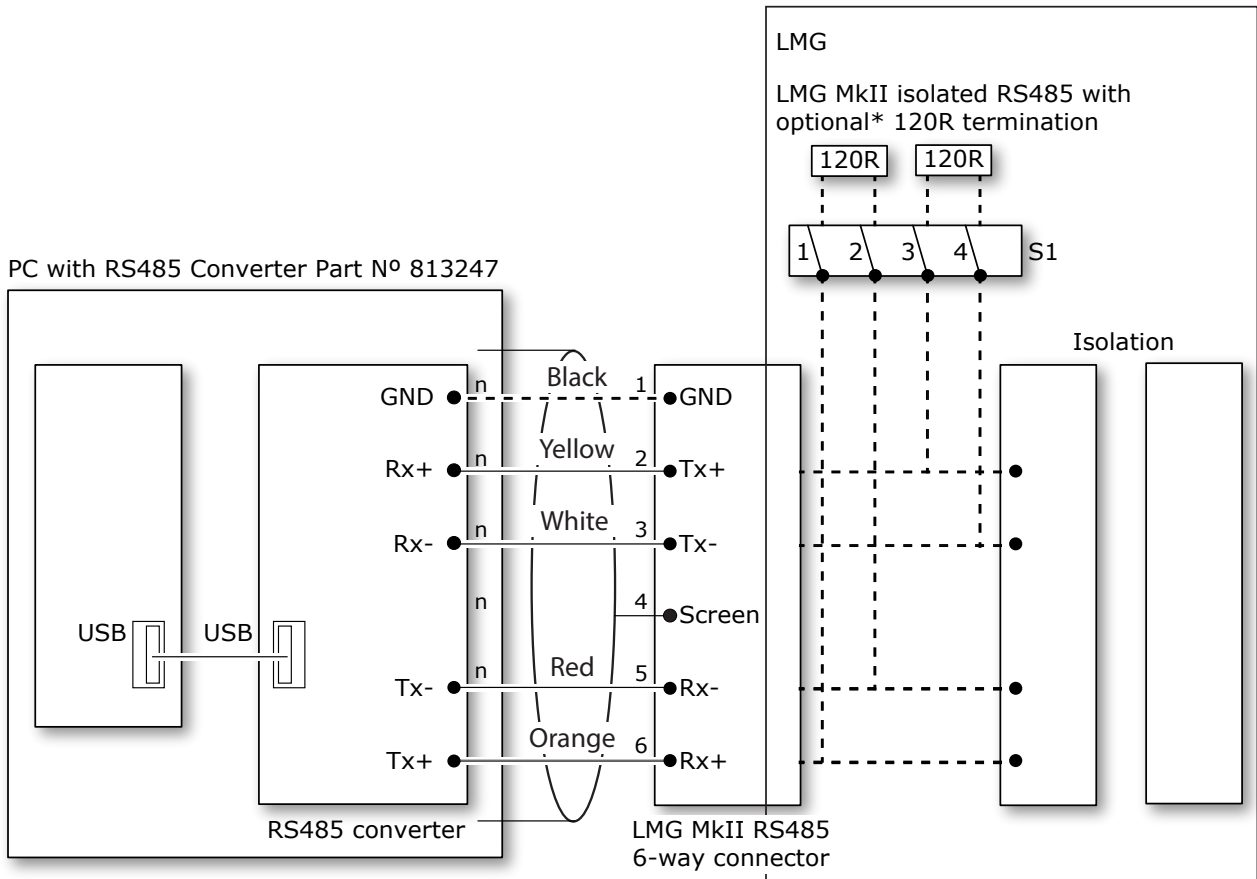 LMG
LMG MkII isolated RS485 with
optional* 120R termination
120R 120R
1 2 3 4 S1
PC with RS485 Converter Part Nº 813247
Isolation
GND n Black 1 GND
Rx+ n Yellow 2 Tx+
Rx- n White 3 Tx-
n 4 Screen
USB USB
Tx- n Red 5 Rx-
Tx+ Orange 6 Rx+
RS485 converter
LMG MkII RS485
6-way connector